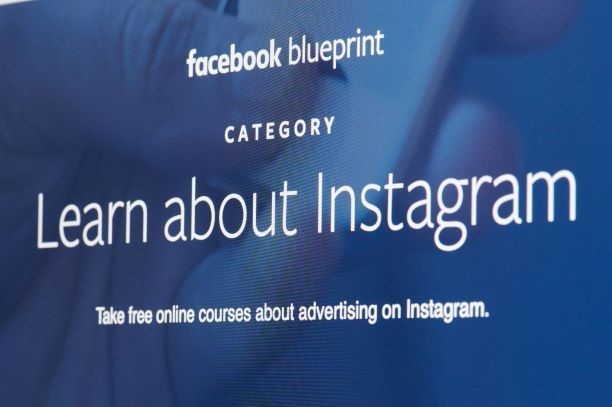 facebook blueprint
CATEGORY
Learn about Instagram
Take free online courses about advertising on Instagram.